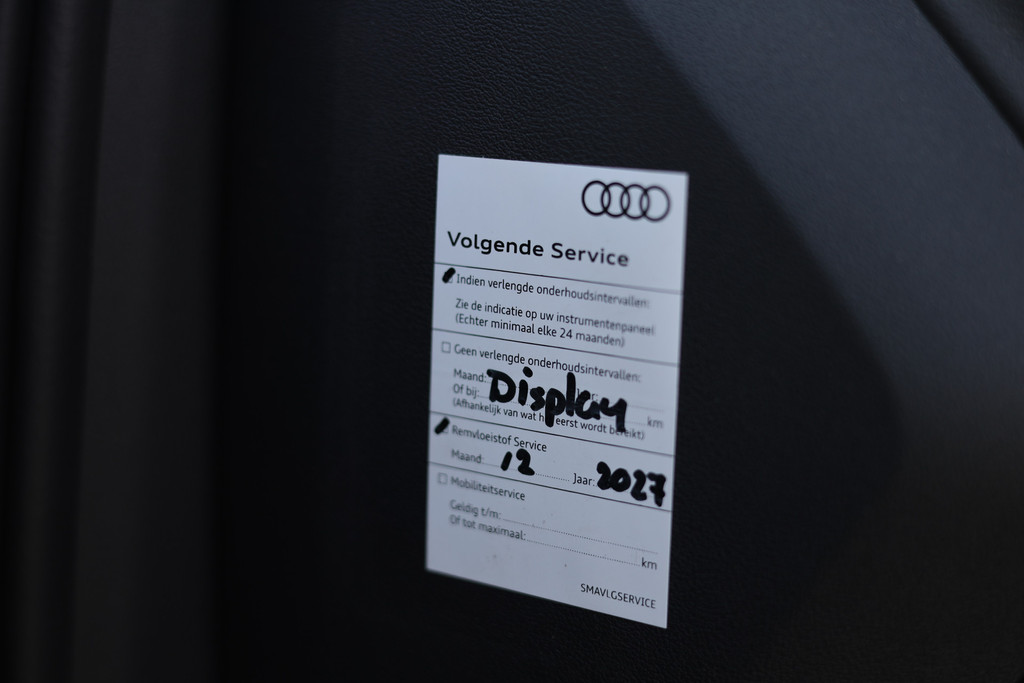 Volgende Service
Indien verlengde onderhoudsintervallen:
Zie de indicatie op uw instrumentenpaneel
(Echter minimaal elke 24 maanden)
Geen verlengde onderhoudsintervallen:
Maand:
Of bij: Display km
(Afhankelijk van wat eerst wordt bereikt)
Remvloeistof Service
Maand: 12 Jaar: 2027
Mobiliteitservice
Geldig t/m:
Of tot maximaal: km
SMAVLGSERVICE